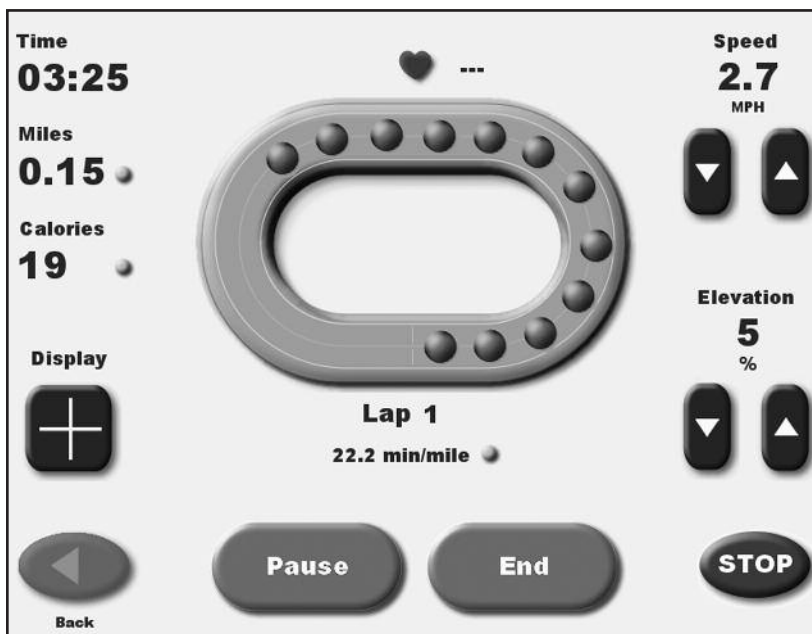 Time
03:25
---
Speed
2.7
MPH
Miles
0.15
Calories
19
Elevation
5
%
Display
Lap 1
22.2 min/mile
Pause
End
STOP
Back